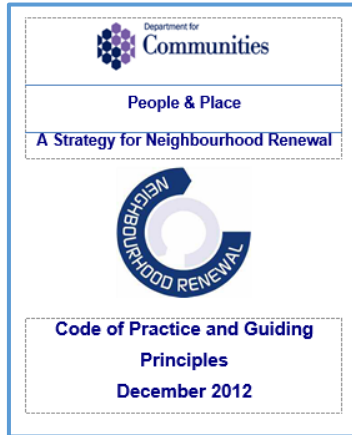 Department for
Communities
People & Place
A Strategy for Neighbourhood Renewal
NEIGHBOURHOOD RENEWAL
Code of Practice and Guiding
Principles
December 2012